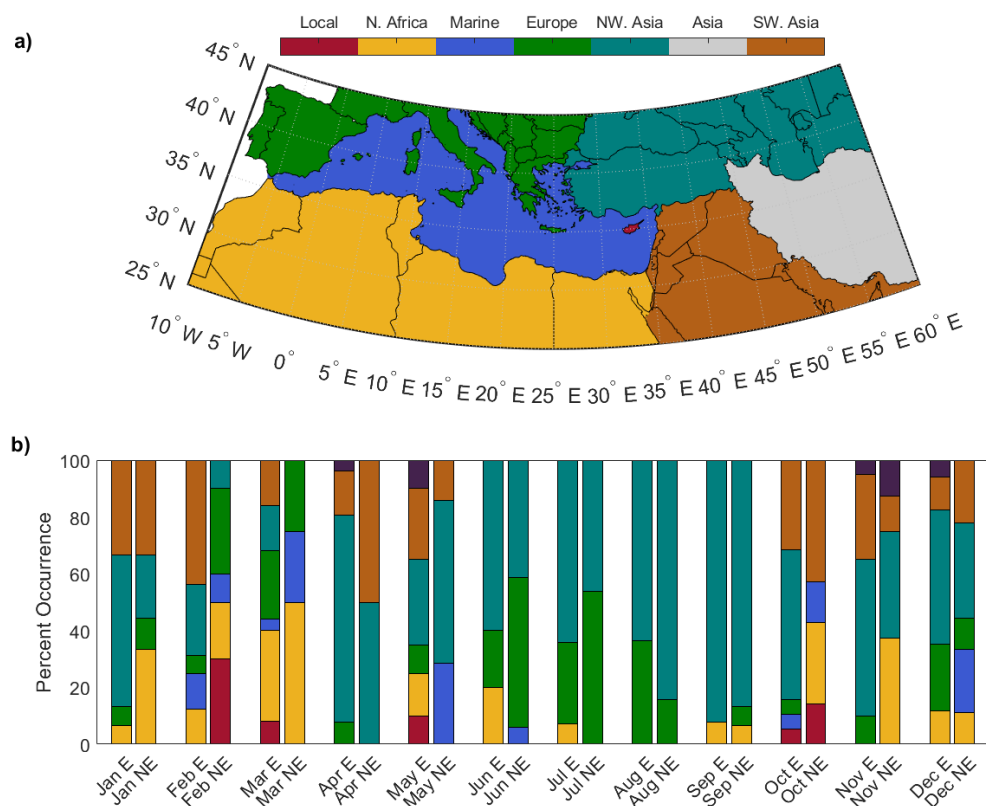 a)
Local N. Africa Marine Europe NW. Asia Asia SW. Asia
45°N
40°N
35°N
30°N
25°N
10°W 5°W 0° 5°E 10°E 15°E 20°E 25°E 30°E 35°E 40°E 45°E 50°E 55°E 60°E
b)
Percent Occurrence
100
80
60
40
20
0
Jan E
Jan NE
Feb E
Feb NE
Mar E
Mar NE
Apr E
Apr NE
May E
May NE
Jun E
Jun NE
Jul E
Jul NE
Aug E
Aug NE
Sep E
Sep NE
Oct E
Oct NE
Nov E
Nov NE
Dec E
Dec NE